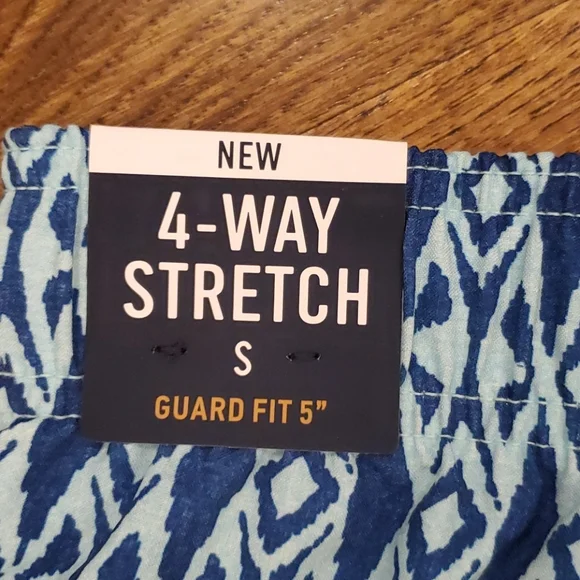 NEW
4-WAY
STRETCH
S
GUARD FIT 5”